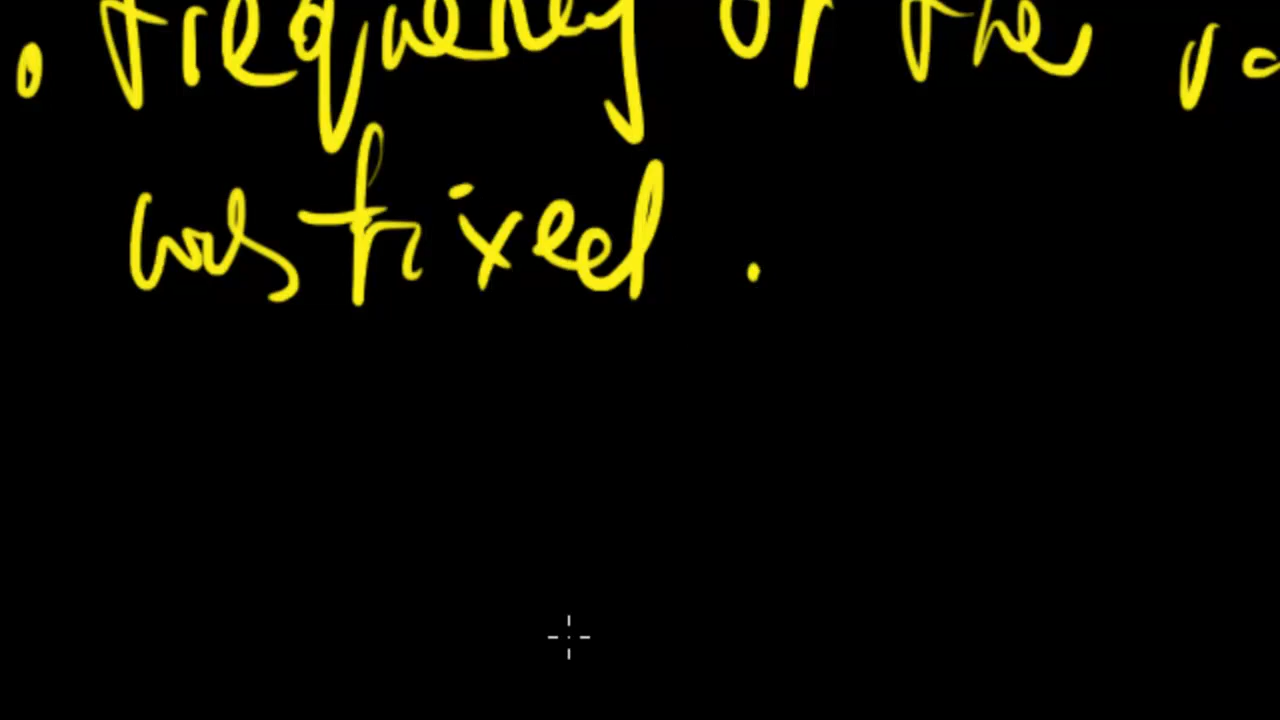 . frequency of the
was fixed .